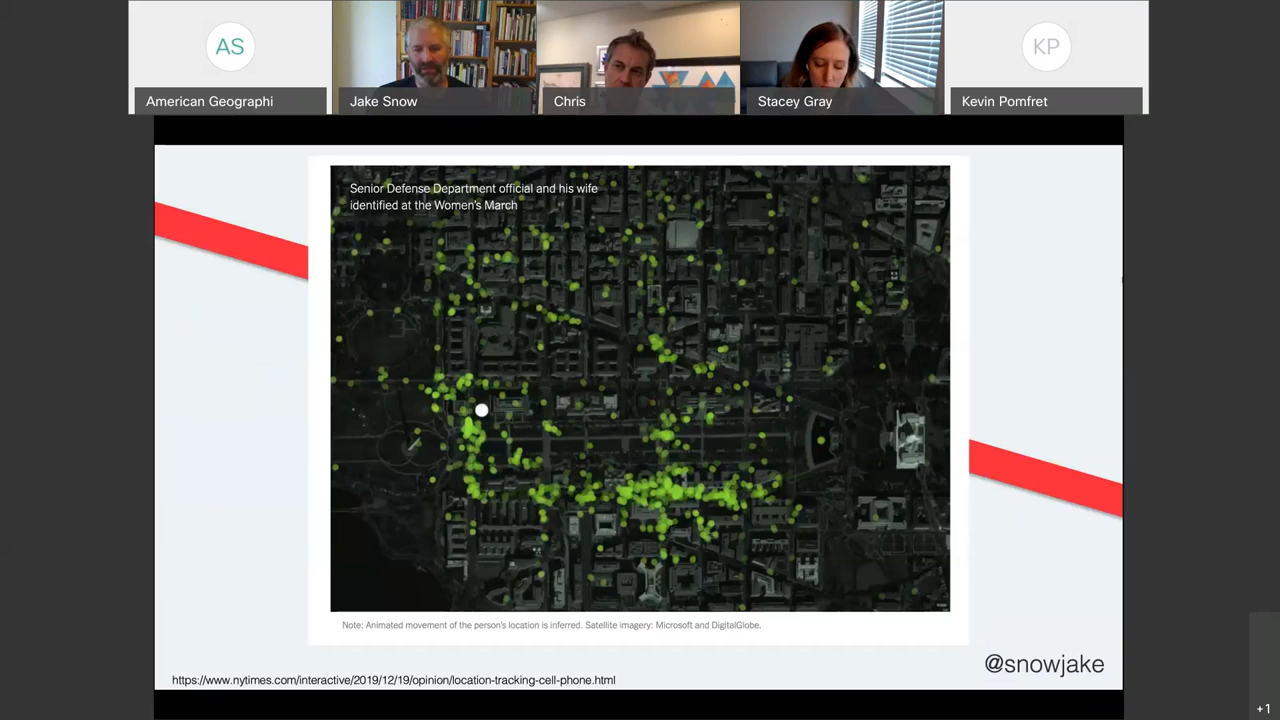 AS
KP
American Geographi
Jake Snow
Chris
Stacey Gray
Kevin Pomfret
Senior Defense Department official and his wife
identified at the Women's March
Note: Animated movement of the person's location is inferred. Satellite imagery: Microsoft and DigitalGlobe.
@snowjake
https://www.nytimes.com/interactive/2019/12/19/opinion/location-tracking-cell-phone.html
+1